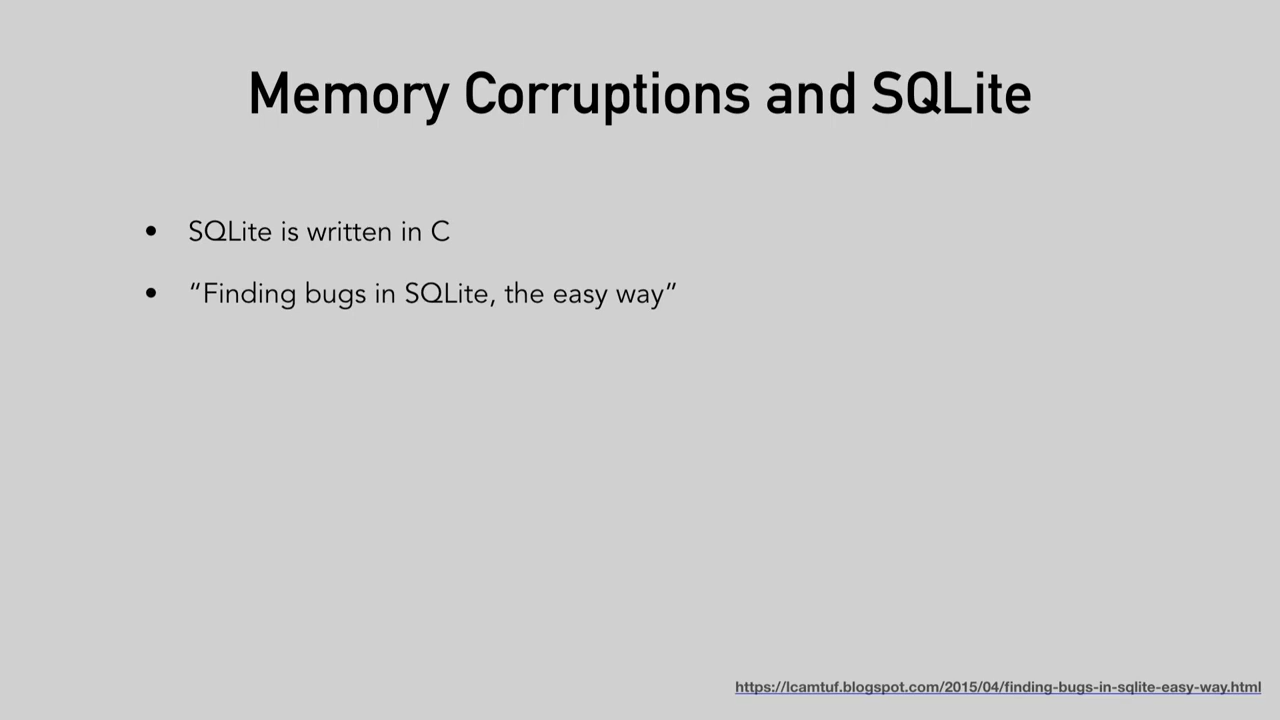 Memory Corruptions and SQLite
• SQLite is written in C
• “Finding bugs in SQLite, the easy way”
https://lcamtuf.blogspot.com/2015/04/finding-bugs-in-sqlite-easy-way.html